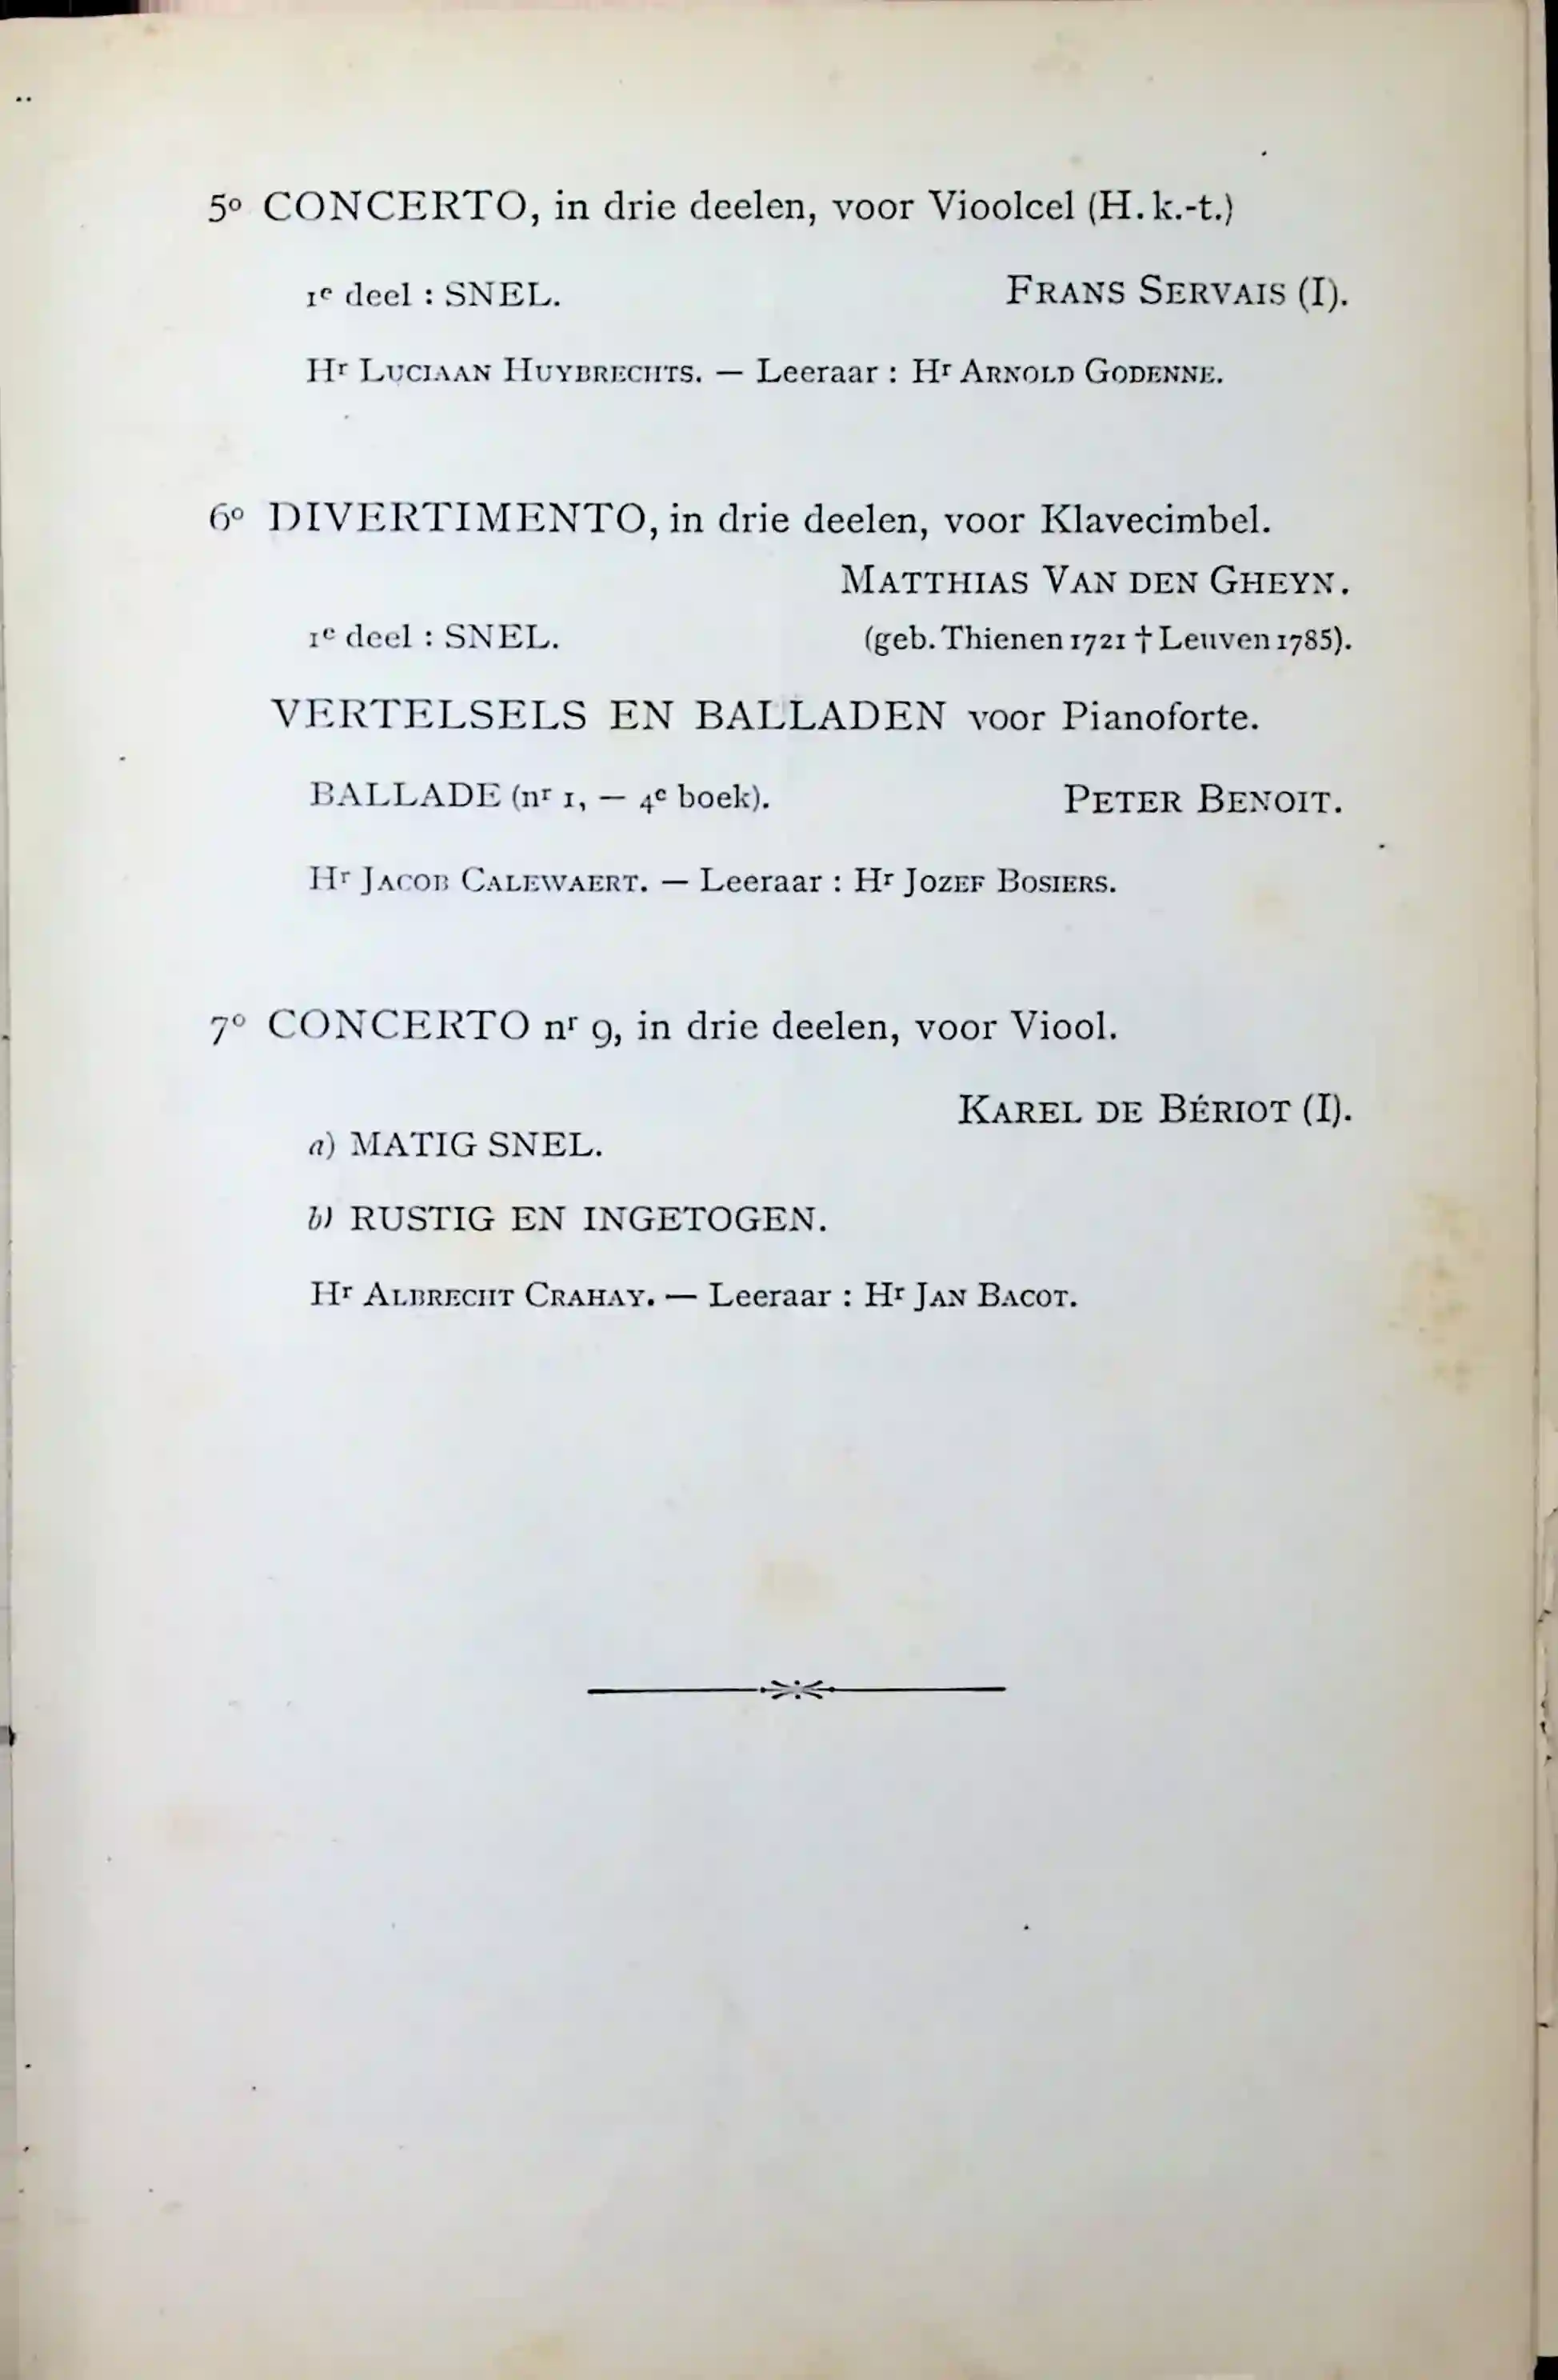 5º CONCERTO, in drie deelen, voor Vioolcel (H. k.-t.)
1e deel : SNEL. FRANS SERVAIS (I).
Hr LUCIAAN HUYBRECHTS. — Leeraar : Hr ARNOLD GODENNE.
6º DIVERTIMENTO, in drie deelen, voor Klavecimbel.
MATTHIAS VAN DEN GHEYN.
1e deel : SNEL. (geb. Thienen 1721 † Leuven 1785).
VERTELSELS EN BALLADEN voor Pianoforte.
BALLADE (nr 1, — 4e boek). PETER BENOIT.
Hr JACOB CALEWAERT. — Leeraar : Hr JOZEF BOSIERS.
7º CONCERTO nr 9, in drie deelen, voor Viool.
KAREL DE BÉRIOT (I).
a) MATIG SNEL.
b) RUSTIG EN INGETOGEN.
Hr ALBRECHT CRAHAY. — Leeraar : Hr JAN BACOT.